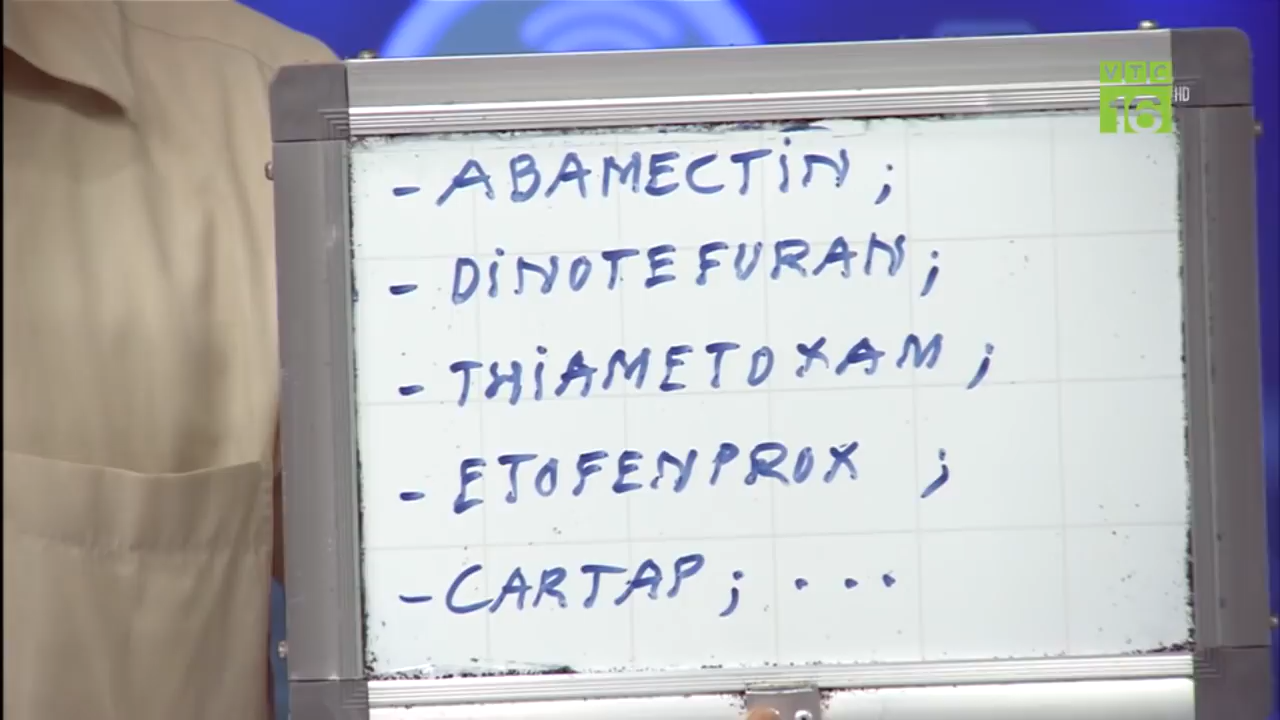 VTC
16 HD
- ABAMECTiN ;
- DiNOTEFURAN ;
- THiAMETOXAM ;
- ETOFENPROX ;
- CARTAP ; ...